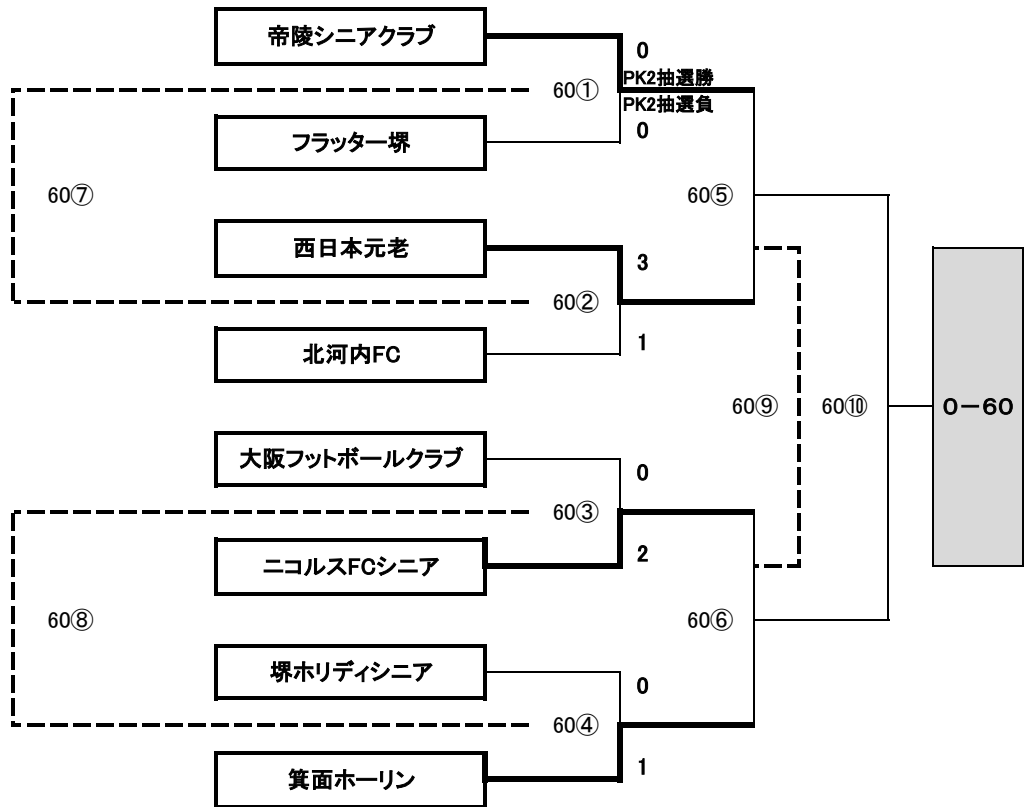 帝陵シニアクラブ
0
PK2抽選勝
60①
PK2抽選負
0
フラッター堺
60⑦
60⑤
西日本元老
3
60②
1
北河内FC
60⑨
60⑩
0－60
大阪フットボールクラブ
0
60③
2
ニコルスFCシニア
60⑧
60⑥
堺ホリディシニア
0
60④
1
箕面ホーリン